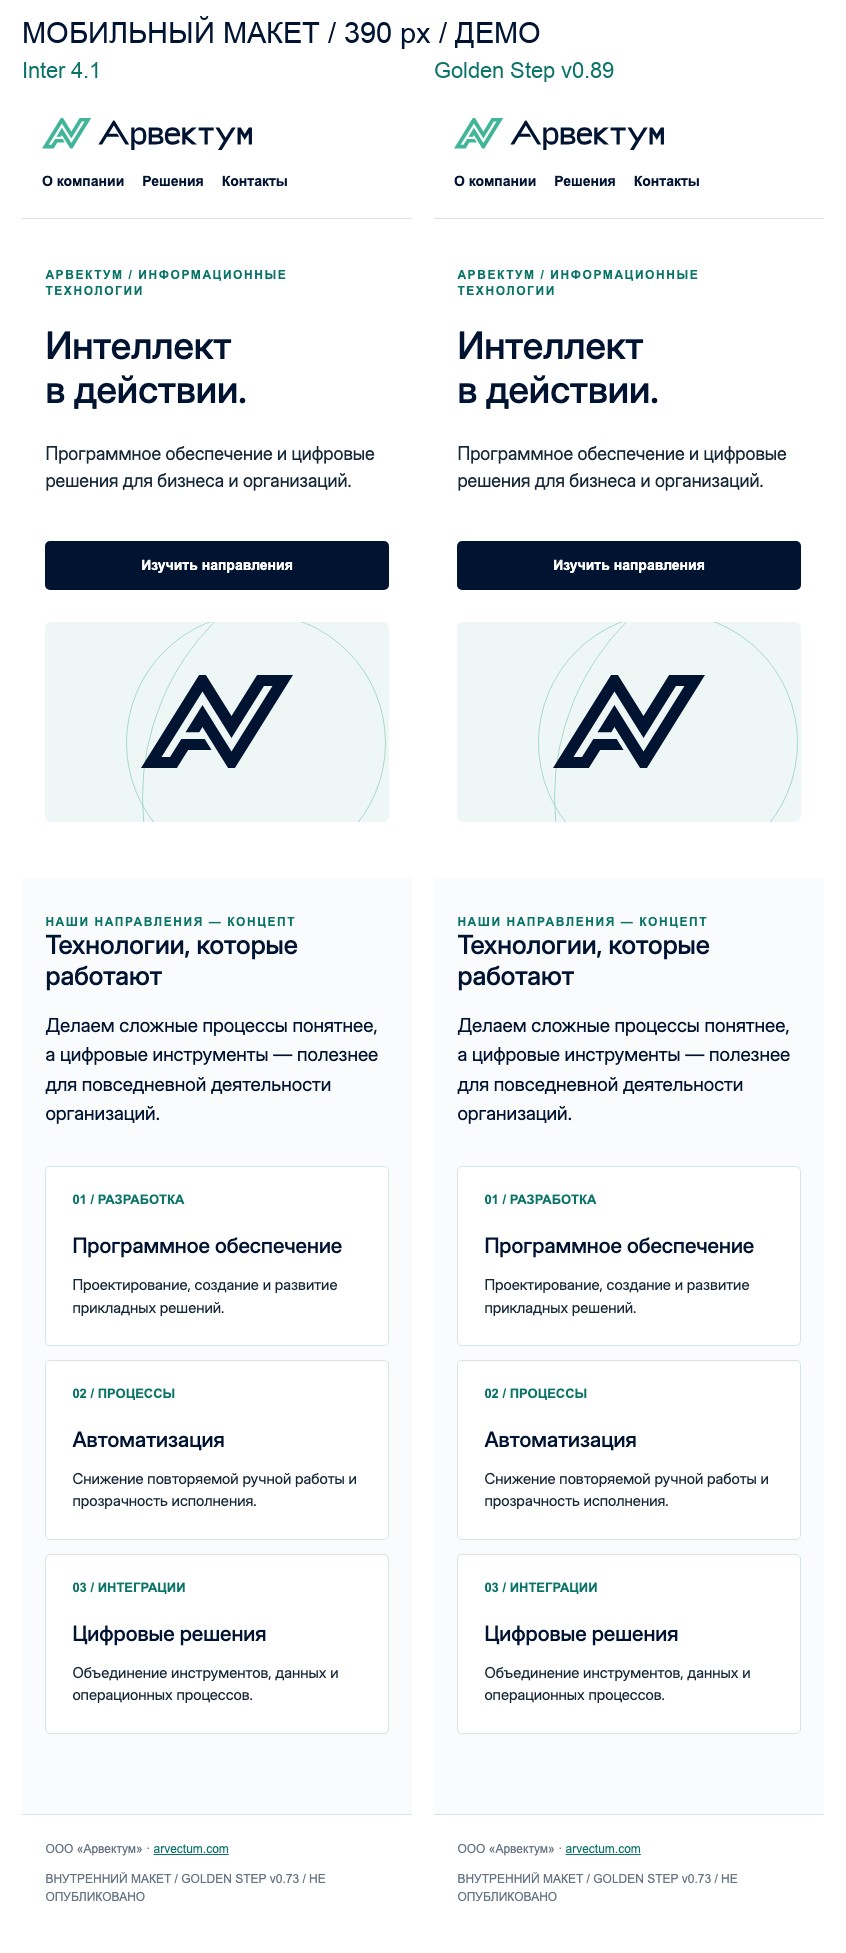 МОБИЛЬНЫЙ МАКЕТ / 390 px / ДЕМО
Inter 4.1
Арвектум
О компании Решения Контакты
АРВЕКТУМ / ИНФОРМАЦИОННЫЕ
ТЕХНОЛОГИИ
Интеллект
в действии.
Программное обеспечение и цифровые
решения для бизнеса и организаций.
Изучить направления
НАШИ НАПРАВЛЕНИЯ — КОНЦЕПТ
Технологии, которые
работают
Делаем сложные процессы понятнее,
а цифровые инструменты — полезнее
для повседневной деятельности
организаций.
01 / РАЗРАБОТКА
Программное обеспечение
Проектирование, создание и развитие
прикладных решений.
02 / ПРОЦЕССЫ
Автоматизация
Снижение повторяемой ручной работы и
прозрачность исполнения.
03 / ИНТЕГРАЦИИ
Цифровые решения
Объединение инструментов, данных и
операционных процессов.
ООО «Арвектум» · arvectum.com
ВНУТРЕННИЙ МАКЕТ / GOLDEN STEP v0.73 / НЕ
ОПУБЛИКОВАНО
Golden Step v0.89
Арвектум
О компании Решения Контакты
АРВЕКТУМ / ИНФОРМАЦИОННЫЕ
ТЕХНОЛОГИИ
Интеллект
в действии.
Программное обеспечение и цифровые
решения для бизнеса и организаций.
Изучить направления
НАШИ НАПРАВЛЕНИЯ — КОНЦЕПТ
Технологии, которые
работают
Делаем сложные процессы понятнее,
а цифровые инструменты — полезнее
для повседневной деятельности
организаций.
01 / РАЗРАБОТКА
Программное обеспечение
Проектирование, создание и развитие
прикладных решений.
02 / ПРОЦЕССЫ
Автоматизация
Снижение повторяемой ручной работы и
прозрачность исполнения.
03 / ИНТЕГРАЦИИ
Цифровые решения
Объединение инструментов, данных и
операционных процессов.
ООО «Арвектум» · arvectum.com
ВНУТРЕННИЙ МАКЕТ / GOLDEN STEP v0.73 / НЕ
ОПУБЛИКОВАНО